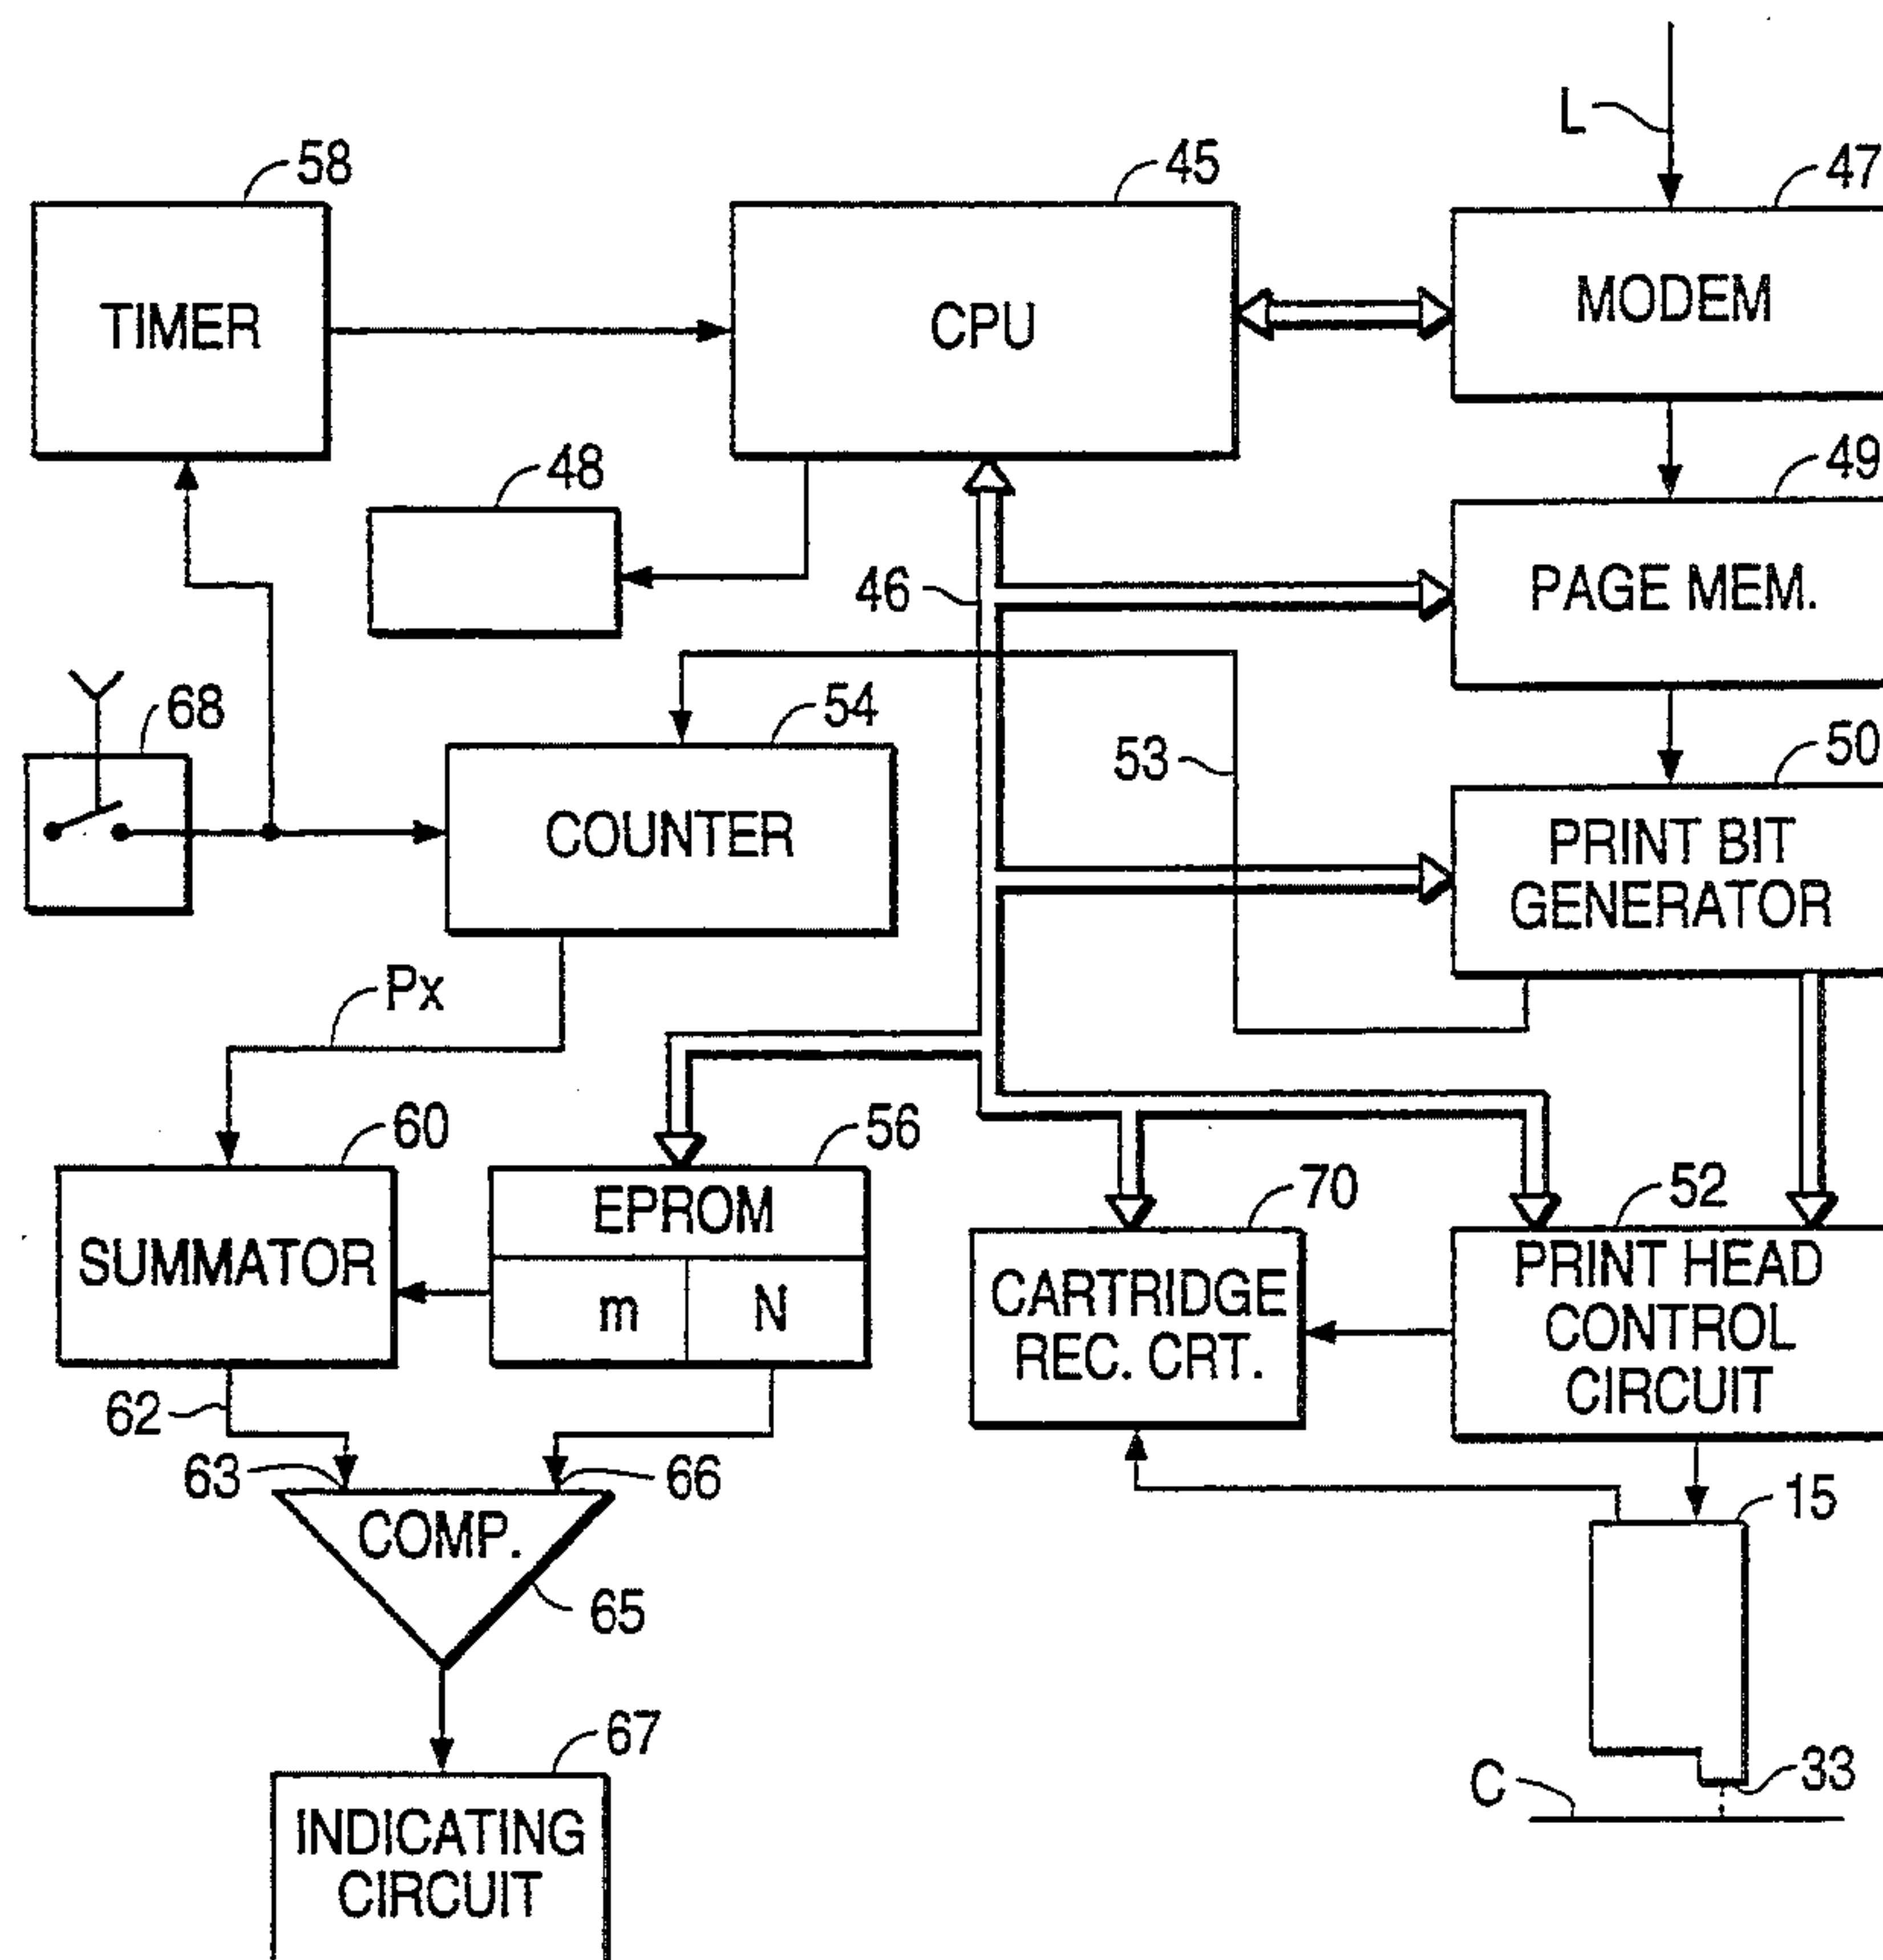 L
58
45
47
TIMER
CPU
MODEM
48
49
46
PAGE MEM.
68
54
53
50
COUNTER
PRINT BIT
GENERATOR
Px
60
56
70
52
SUMMATOR
EPROM
m
N
CARTRIDGE
REC. CRT.
PRINT HEAD
CONTROL
CIRCUIT
62
63
66
COMP.
65
15
67
33
C
INDICATING
CIRCUIT